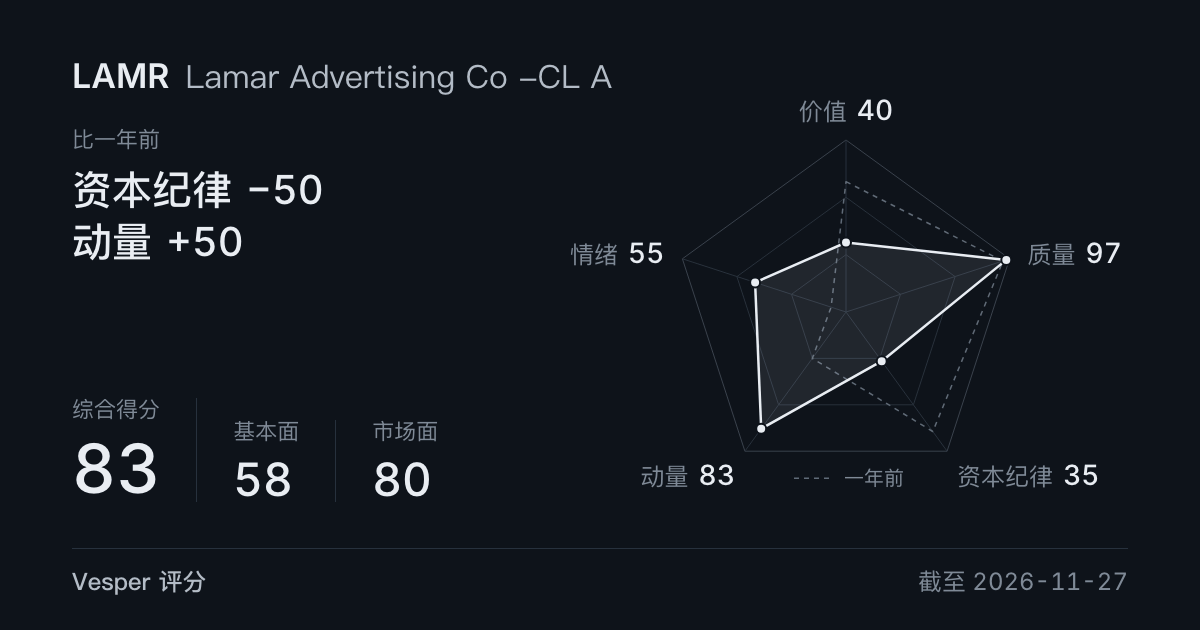 LAMR Lamar Advertising Co –CL A
比一年前
资本纪律 −50
动量 +50
综合得分
83
基本面
58
市场面
80
价值 40
质量 97
情绪 55
动量 83
一年前
资本纪律 35
Vesper 评分
截至 2026-11-27